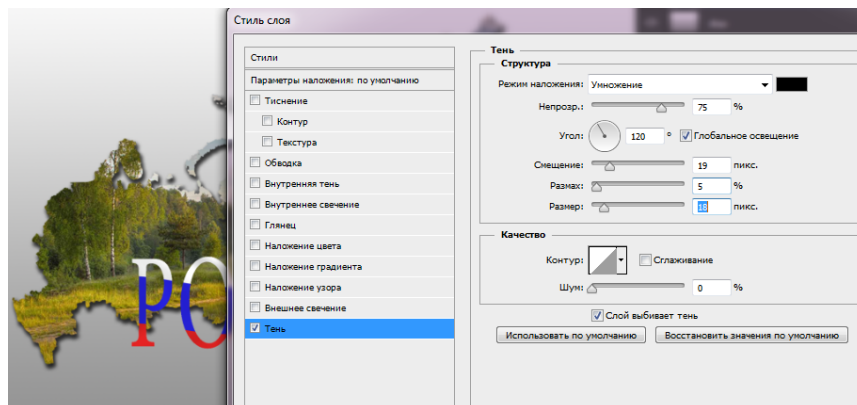 Стиль слоя
Стили
Параметры наложения: по умолчанию
Тиснение
Контур
Текстура
Обводка
Внутренняя тень
Внутреннее свечение
Глянец
Наложение цвета
Наложение градиента
Наложение узора
Внешнее свечение
Тень
Тень
Структура
Режим наложения: Умножение
Непрозр.: 75 %
Угол: 120 ° Глобальное освещение
Смещение: 19 пикс.
Размах: 5 %
Размер: 18 пикс.
Качество
Контур: Сглаживание
Шум: 0 %
Слой выбивает тень
Использовать по умолчанию Восстановить значения по умолчанию
РО